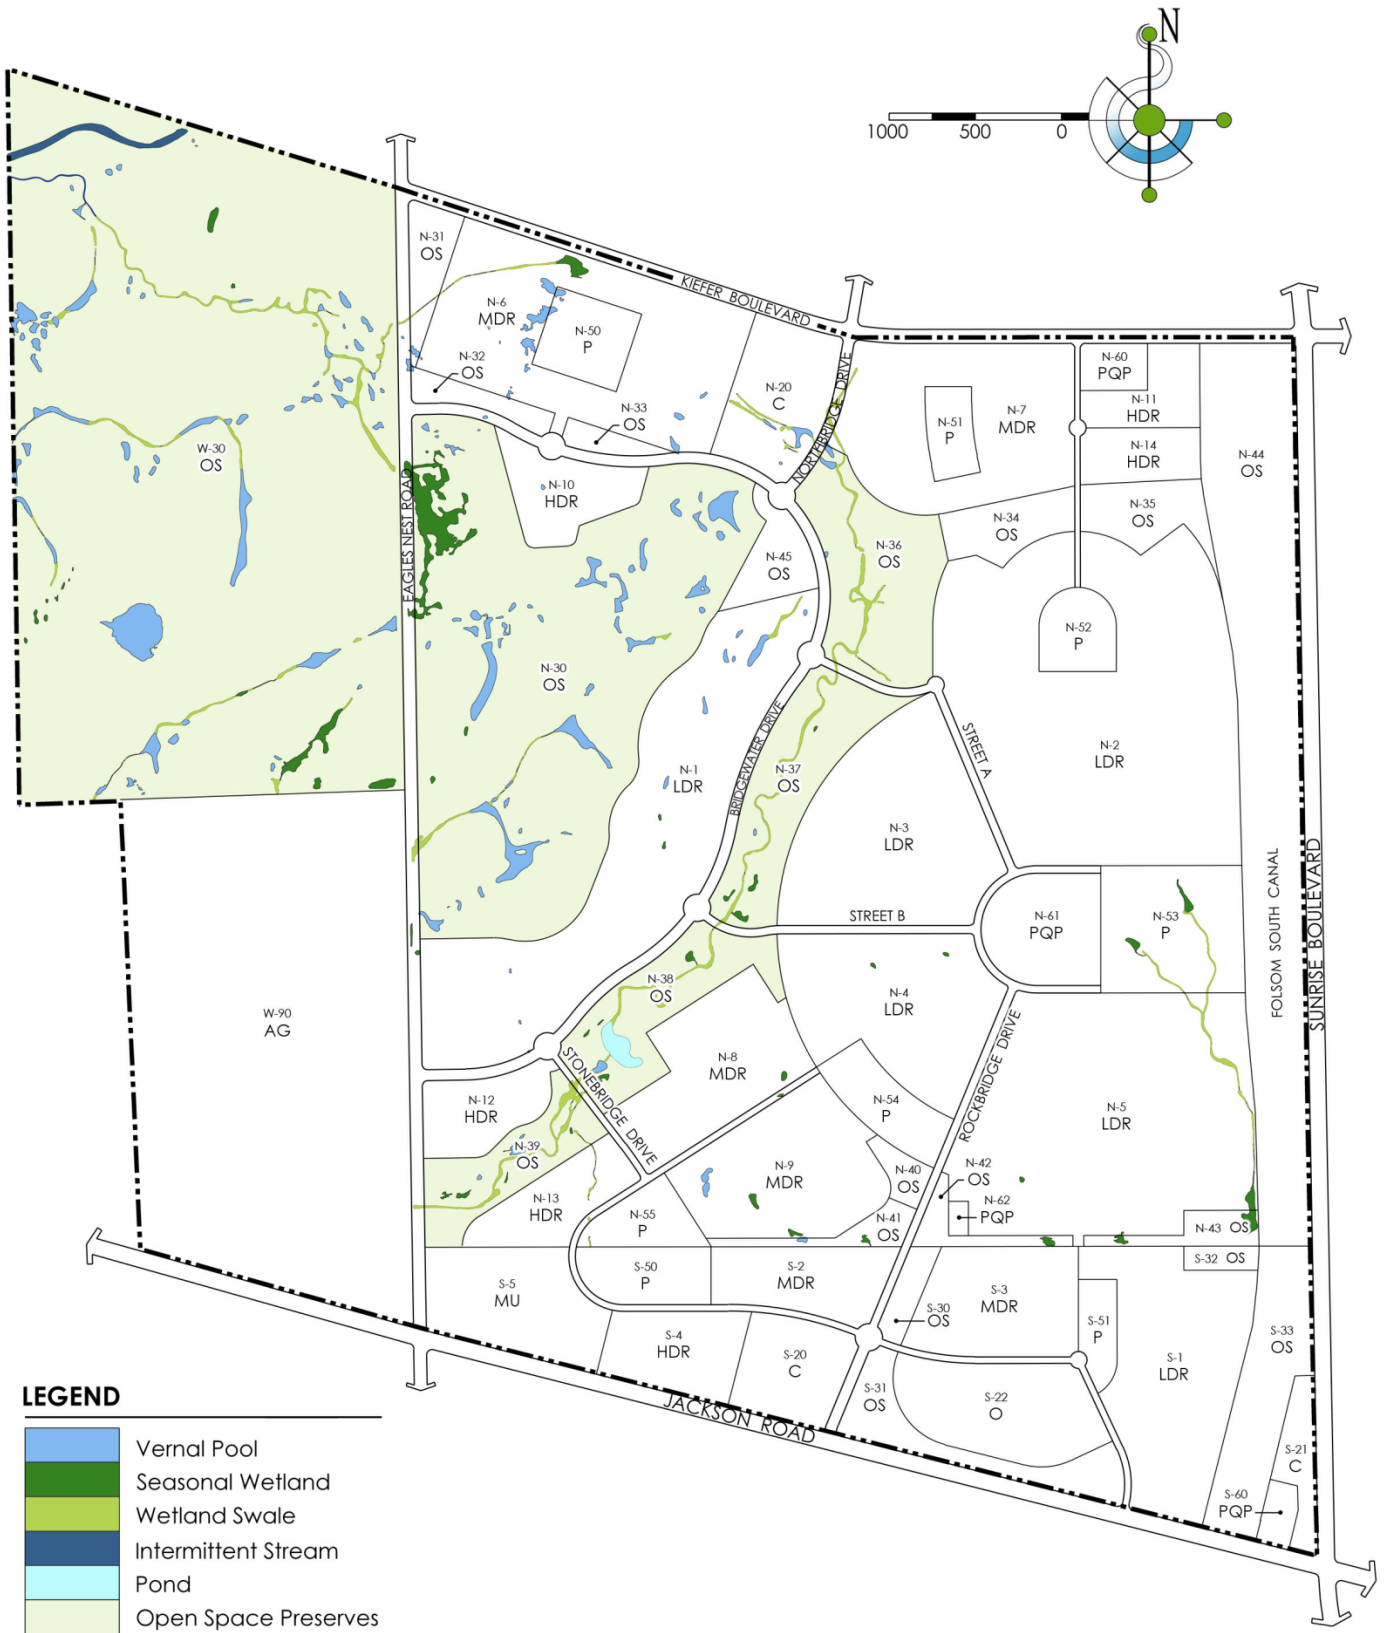 N
1000 500 0
N-31
OS
KIEFER BOULEVARD
N-6
MDR
N-50
P
N-32
OS
N-33
OS
N-20
C
NORTHBRIDGE DRIVE
N-60
PQP
N-11
HDR
N-51
P
N-7
MDR
N-14
HDR
N-44
OS
W-30
OS
N-10
HDR
EAGLES NEST ROAD
N-35
OS
N-34
OS
N-36
OS
N-45
OS
N-52
P
N-30
OS
STREET A
N-2
LDR
N-1
LDR
BRIDGEWATER DRIVE
N-37
OS
N-3
LDR
STREET B
N-61
PQP
N-53
P
FOLSOM SOUTH CANAL
SUNRISE BOULEVARD
N-38
OS
N-4
LDR
W-90
AG
STONEBRIDGE DRIVE
N-8
MDR
ROCKBRIDGE DRIVE
N-12
HDR
N-54
P
N-5
LDR
N-39
OS
N-9
MDR
N-40
OS
N-42
OS
N-13
HDR
N-55
P
N-41
OS
N-62
PQP
N-43 OS
S-32 OS
S-5
MU
S-50
P
S-2
MDR
S-3
MDR
S-30
OS
S-51
P
S-33
OS
S-4
HDR
S-20
C
S-1
LDR
S-31
OS
S-22
O
JACKSON ROAD
S-21
C
S-60
PQP
LEGEND
Vernal Pool
Seasonal Wetland
Wetland Swale
Intermittent Stream
Pond
Open Space Preserves